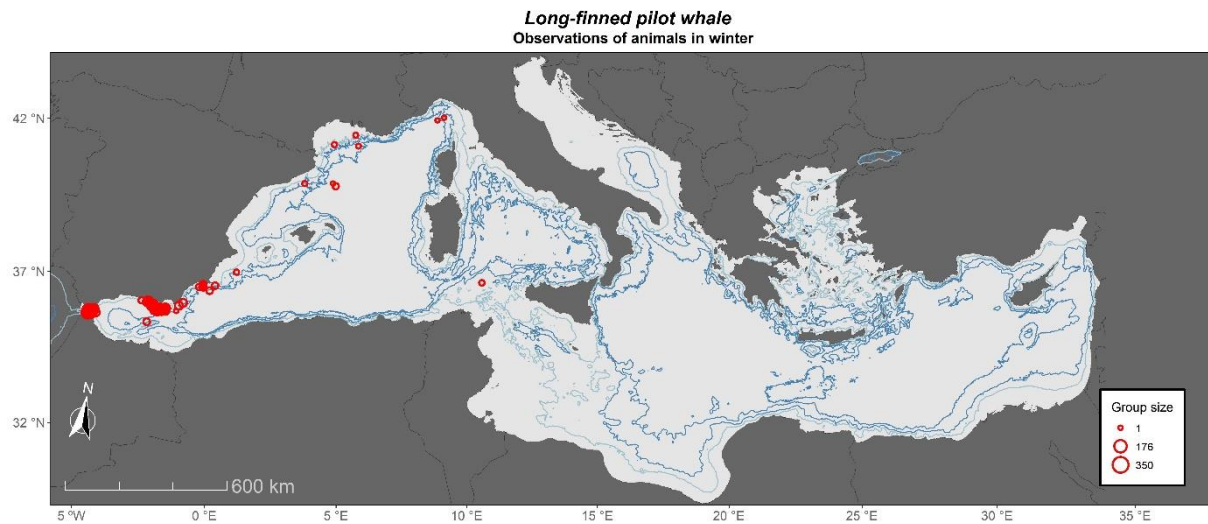 Long-finned pilot whale
Observations of animals in winter
42 °N
37 °N
32 °N
N
600 km
Group size
1
176
350
5 °W
0 °E
5 °E
10 °E
15 °E
20 °E
25 °E
30 °E
35 °E